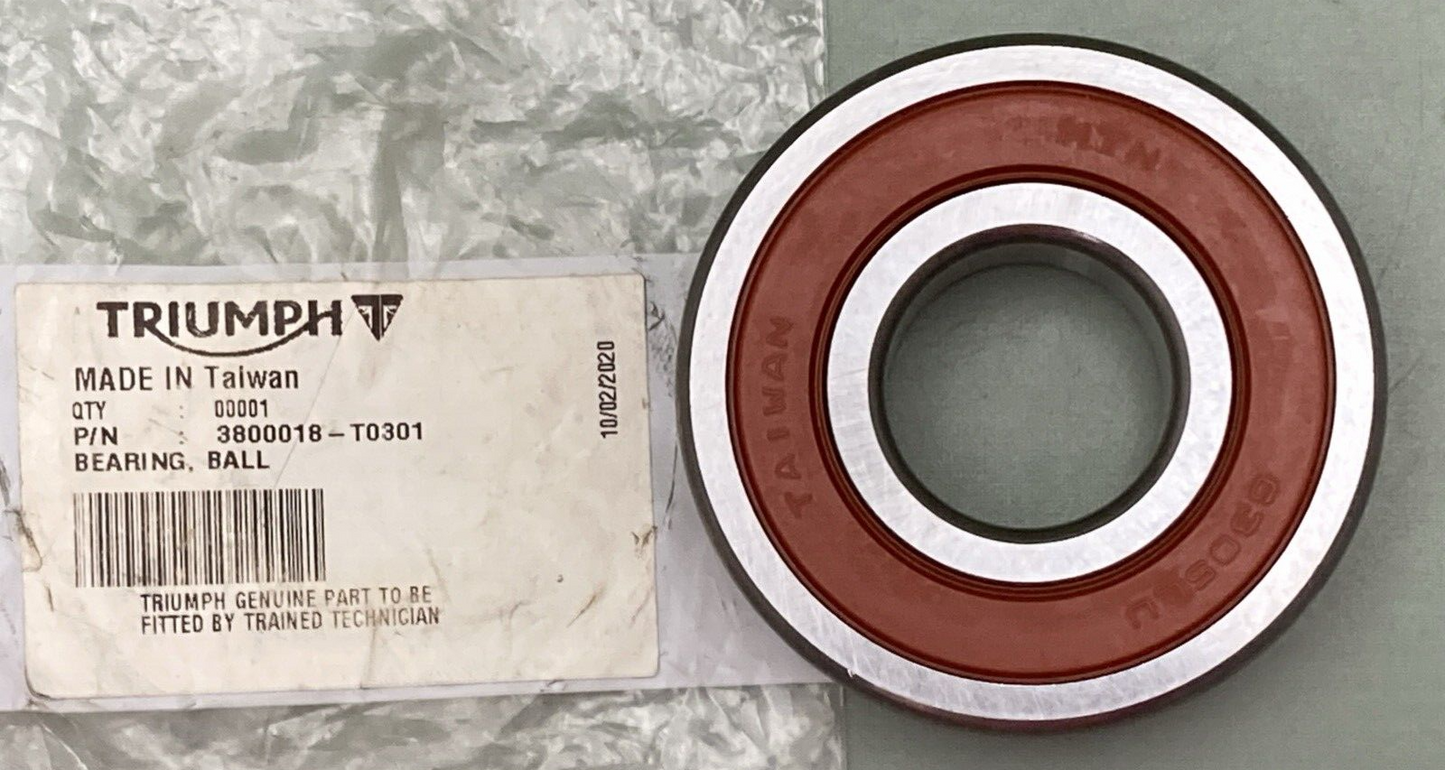 TRIUMPH
MADE IN Taiwan
QTY : 00001
P/N : 3800018-T0301
BEARING, BALL
TRIUMPH GENUINE PART TO BE
FITTED BY TRAINED TECHNICIAN
10/02/2020
NTN
TAIWAN